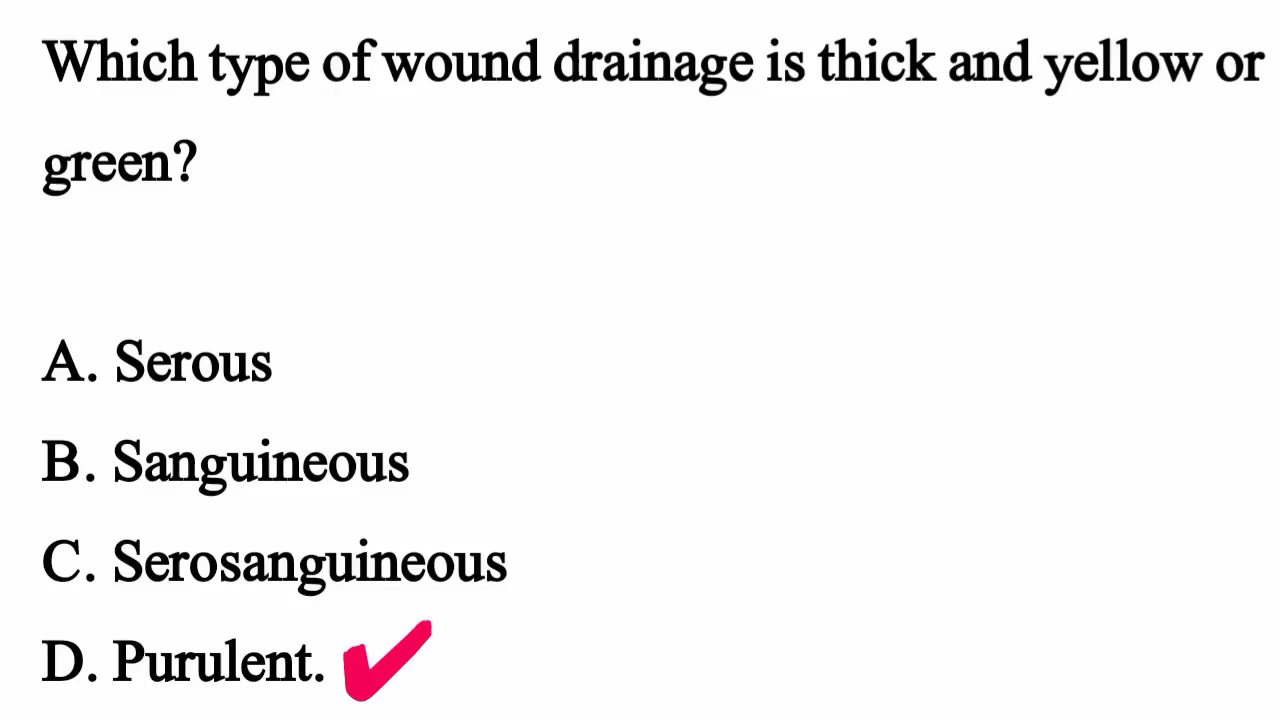 Which type of wound drainage is thick and yellow or
green?
A. Serous
B. Sanguineous
C. Serosanguineous
D. Purulent.